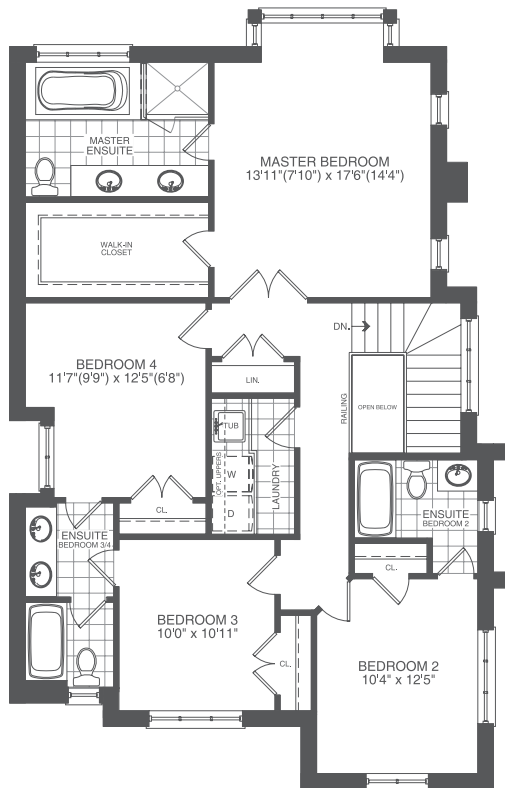 MASTER
ENSUITE
MASTER BEDROOM
13'11"(7'10") x 17'6"(14'4")
WALK-IN
CLOSET
DN.
BEDROOM 4
11'7"(9'9") x 12'5"(6'8")
LIN.
RAILING
OPEN BELOW
TUB
OPT. UPPERS
W
D
LAUNDRY
CL.
ENSUITE
BEDROOM 3/4
ENSUITE
BEDROOM 2
CL.
BEDROOM 3
10'0" x 10'11"
CL.
BEDROOM 2
10'4" x 12'5"